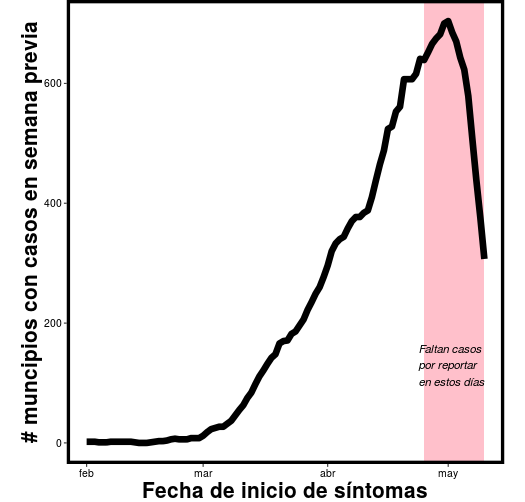 # muncipios con casos en semana previa
600
400
200
0
Faltan casos
por reportar
en estos días
feb
mar
abr
may
Fecha de inicio de síntomas